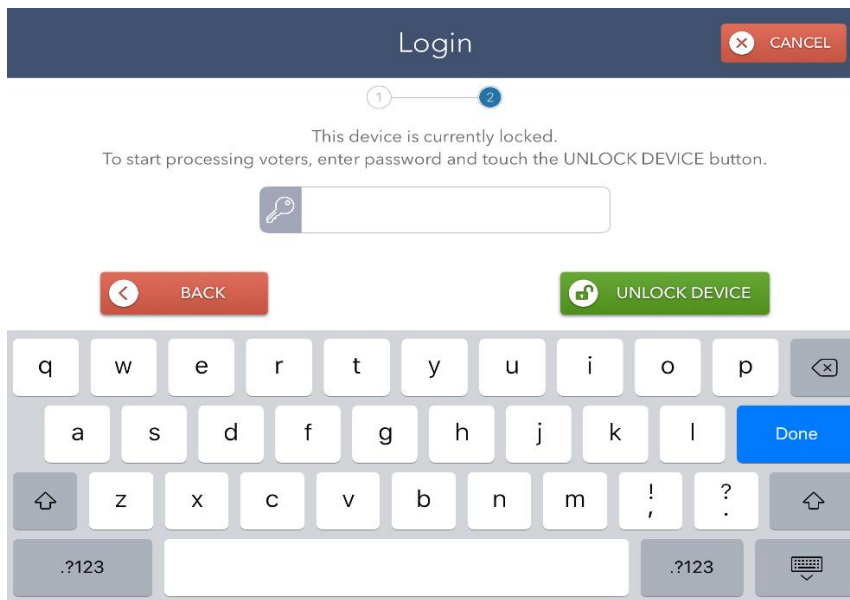 Login
CANCEL
1 2
This device is currently locked.
To start processing voters, enter password and touch the UNLOCK DEVICE button.
BACK UNLOCK DEVICE
q w e r t y u i o p
a s d f g h j k l Done
z x c v b n m ! , ? .
.?123 .?123